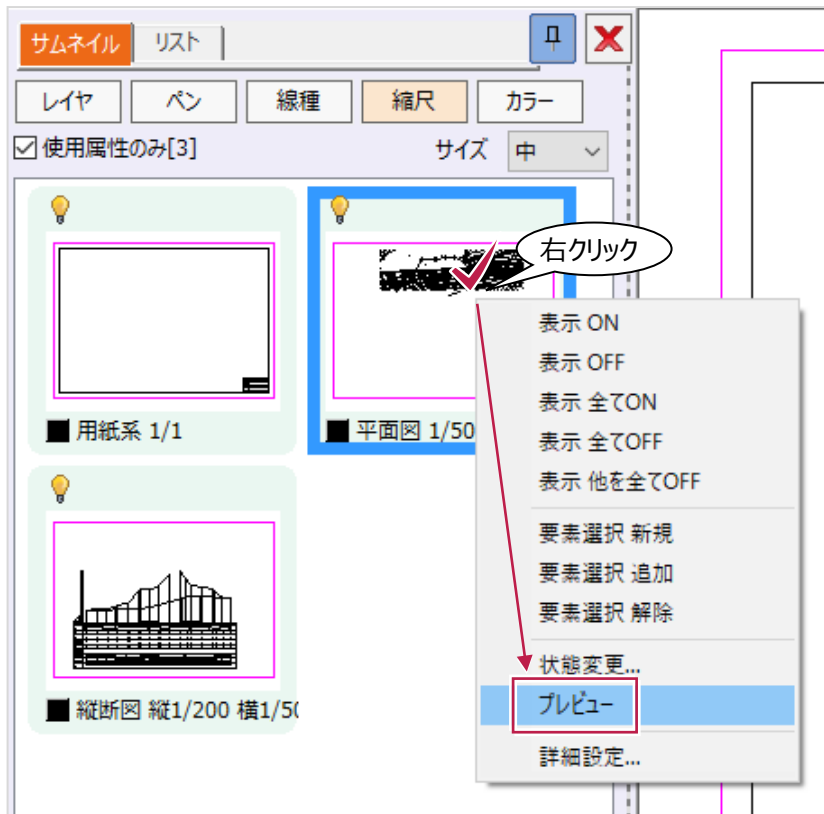 サムネイル リスト
レイヤ ペン 線種 縮尺 カラー
使用属性のみ[3] サイズ 中
右クリック
用紙系 1/1
平面図 1/50
縦断図 縦1/200 横1/50
表示 ON
表示 OFF
表示 全てON
表示 全てOFF
表示 他を全てOFF
要素選択 新規
要素選択 追加
要素選択 解除
状態変更...
プレビュー
詳細設定...